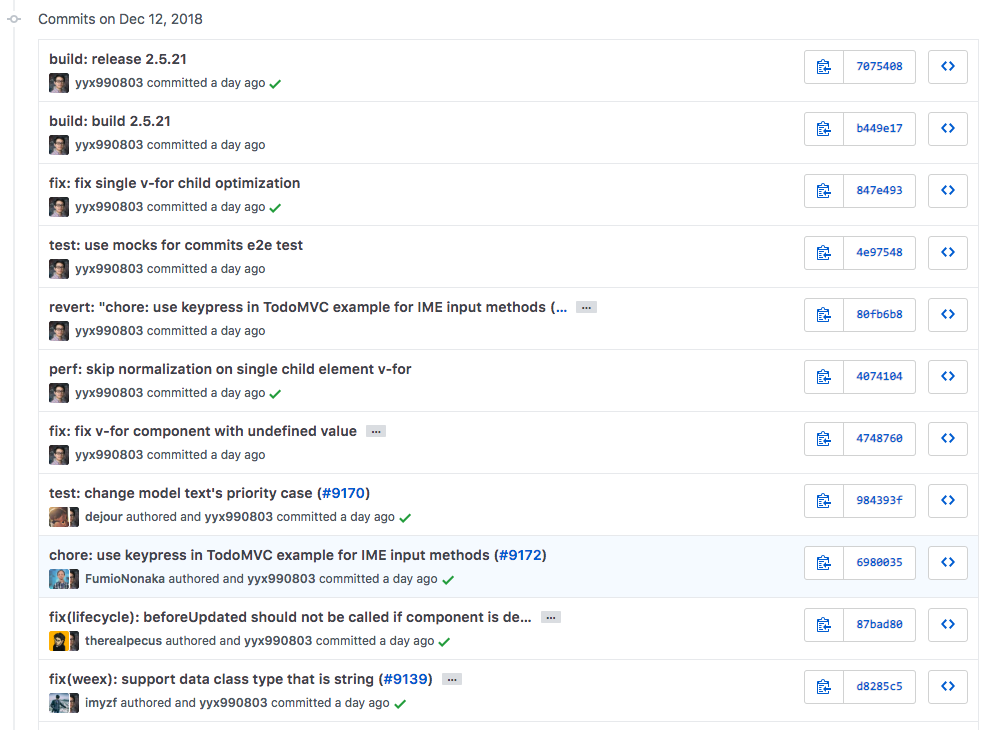 Commits on Dec 12, 2018
build: release 2.5.21
7075408
yyx990803 committed a day ago
build: build 2.5.21
b449e17
yyx990803 committed a day ago
fix: fix single v-for child optimization
847e493
yyx990803 committed a day ago
test: use mocks for commits e2e test
4e97548
yyx990803 committed a day ago
revert: "chore: use keypress in TodoMVC example for IME input methods (... …
80fb6b8
yyx990803 committed a day ago
perf: skip normalization on single child element v-for
4074104
yyx990803 committed a day ago
fix: fix v-for component with undefined value …
4748760
yyx990803 committed a day ago
test: change model text's priority case (#9170)
984393f
dejour authored and yyx990803 committed a day ago
chore: use keypress in TodoMVC example for IME input methods (#9172)
6980035
FumioNonaka authored and yyx990803 committed a day ago
fix(lifecycle): beforeUpdated should not be called if component is de... …
87bad80
therealpecus authored and yyx990803 committed a day ago
fix(weex): support data class type that is string (#9139) …
d8285c5
imyzf authored and yyx990803 committed a day ago